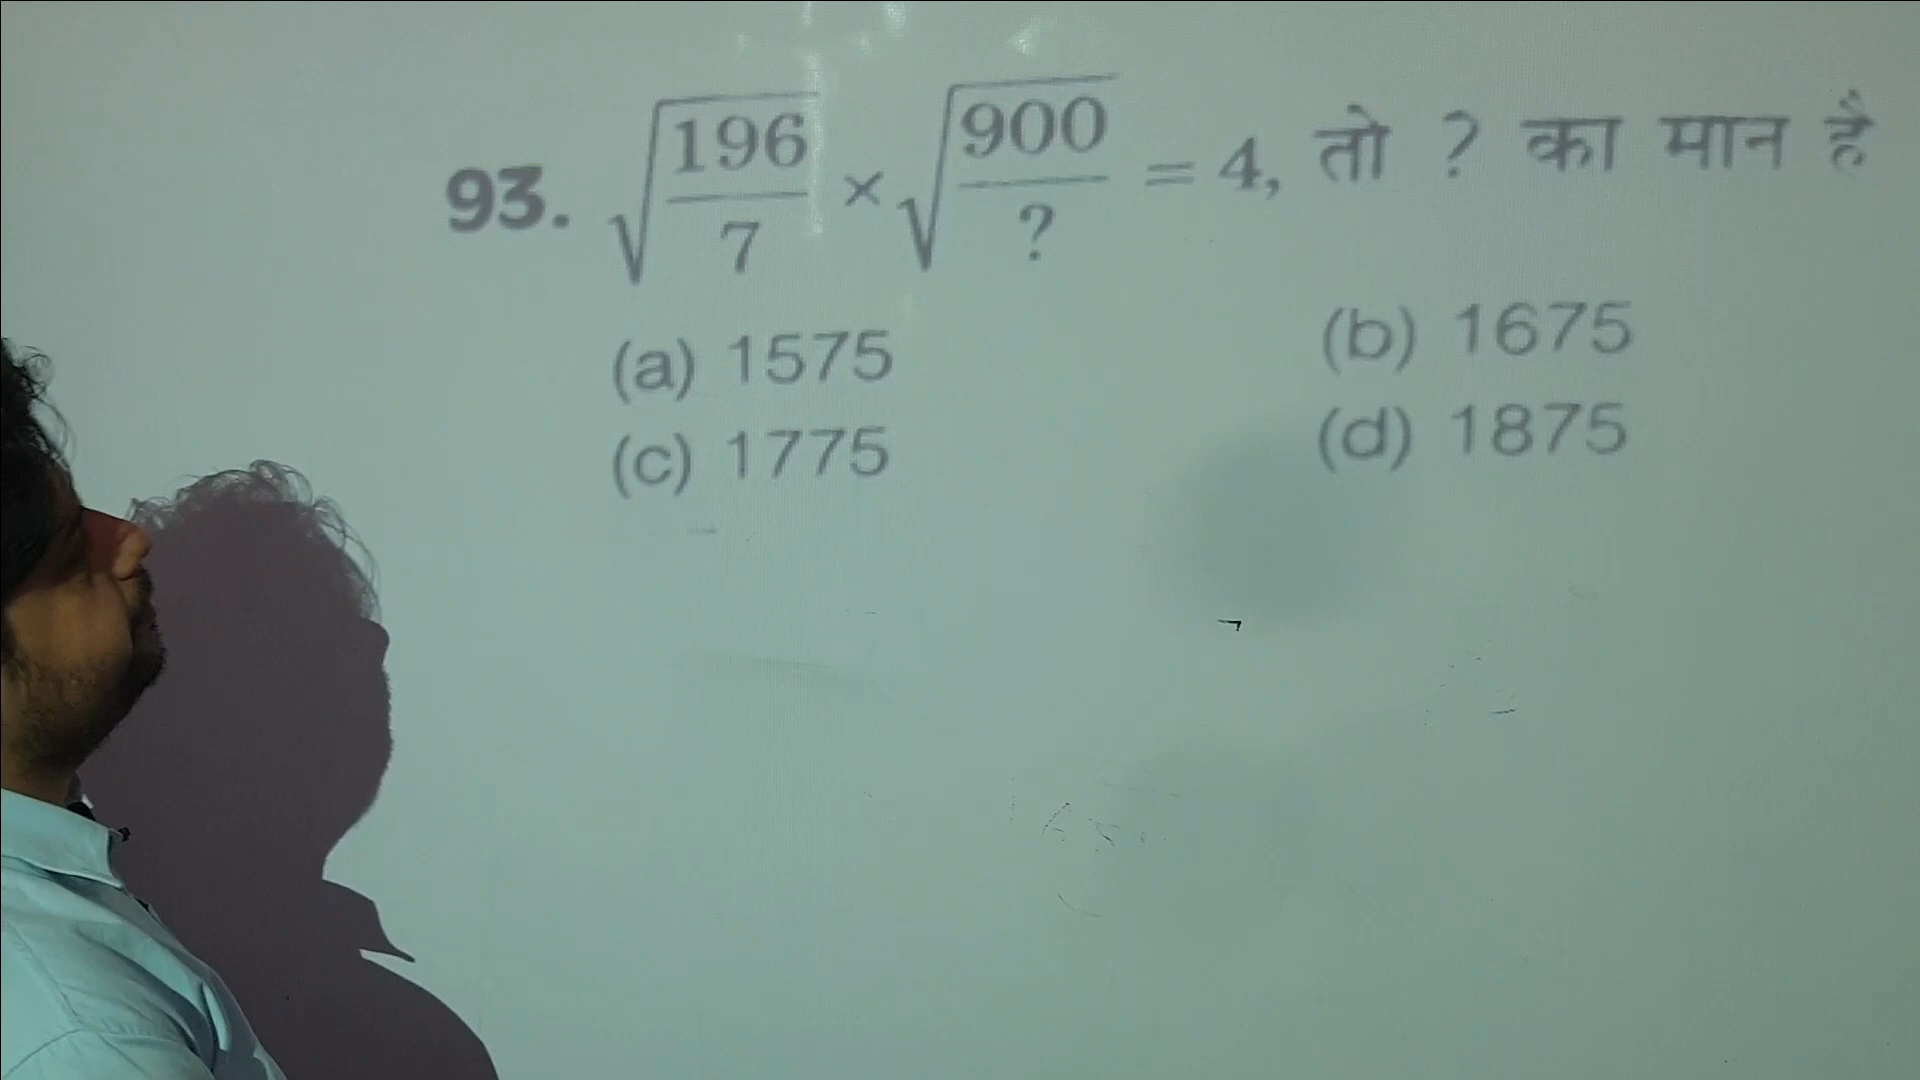 93. √(196/7) × √(900/?) = 4, तो ? का मान है
(a) 1575 (b) 1675
(c) 1775 (d) 1875